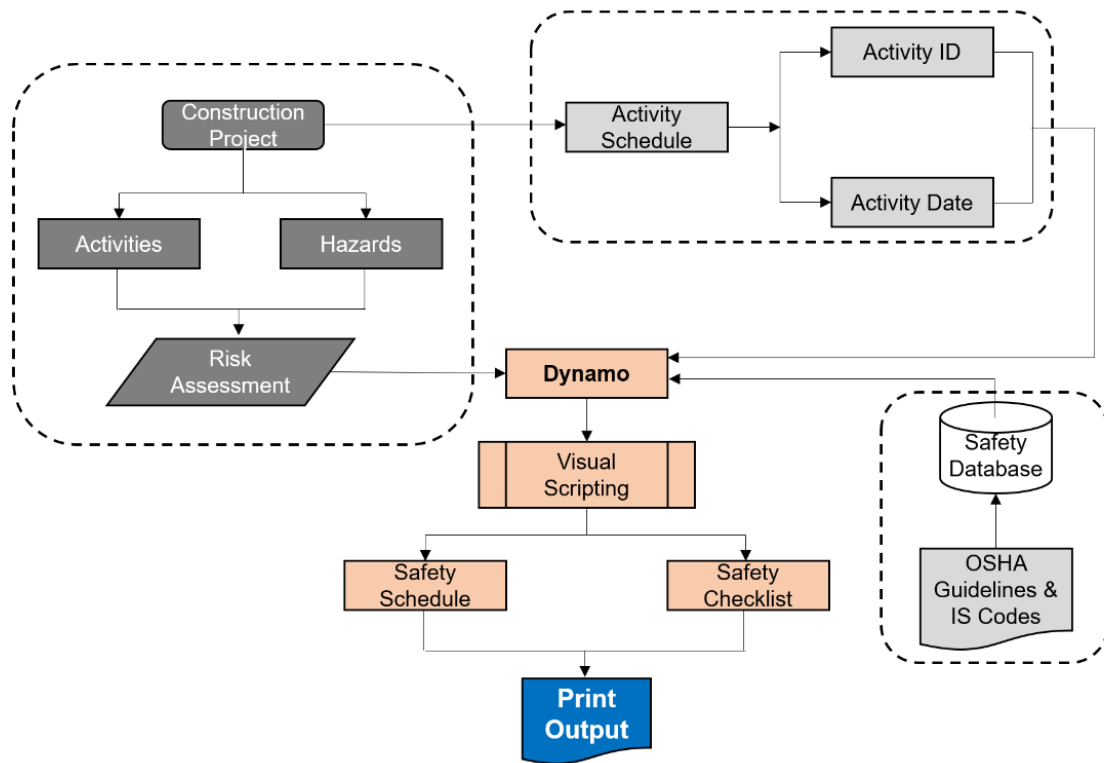 Construction
Project
Activities
Hazards
Risk
Assessment
Activity
Schedule
Activity ID
Activity Date
Dynamo
Visual
Scripting
Safety
Schedule
Safety
Checklist
Print
Output
Safety
Database
OSHA
Guidelines &
IS Codes